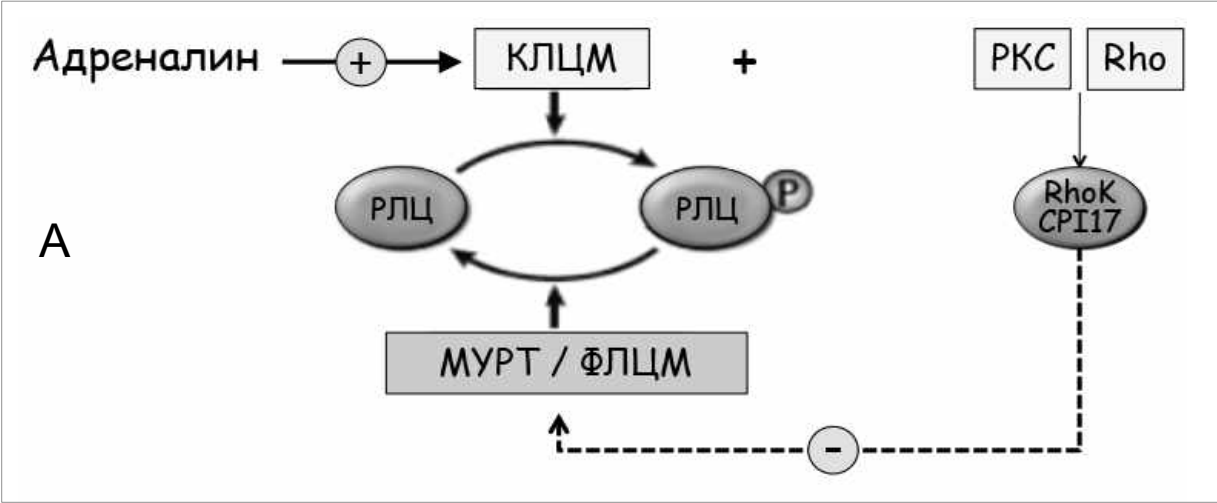 Адреналин + КЛЦМ + РКС Rho
РЛЦ РЛЦ P RhoK
CPI17
А
МУРТ / ФЛЦМ
-